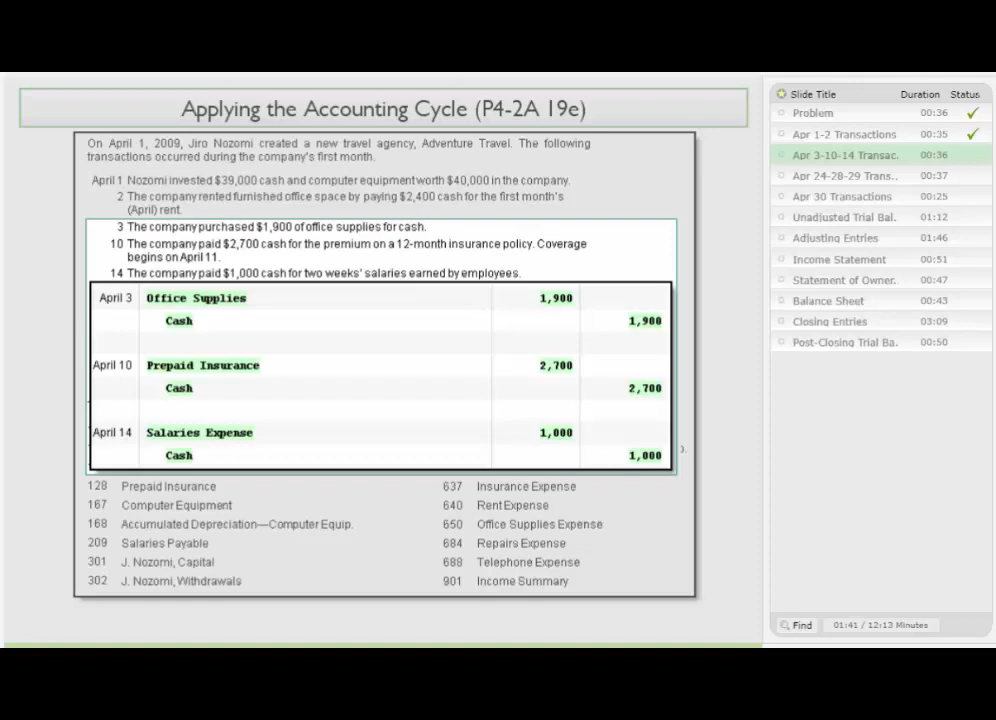 Applying the Accounting Cycle (P4-2A 19e)
On April 1, 2009, Jiro Nozomi created a new travel agency, Adventure Travel. The following
transactions occurred during the company's first month.
April 1 Nozomi invested $39,000 cash and computer equipment worth $40,000 in the company.
2 The company rented furnished office space by paying $2,400 cash for the first month's
(April) rent.
3 The company purchased $1,900 of office supplies for cash.
10 The company paid $2,700 cash for the premium on a 12-month insurance policy. Coverage
begins on April 11.
14 The company paid $1,000 cash for two weeks' salaries earned by employees.
April 3 Office Supplies 1,900
Cash 1,900
April 10 Prepaid Insurance 2,700
Cash 2,700
April 14 Salaries Expense 1,000
Cash 1,000
128 Prepaid Insurance 637 Insurance Expense
167 Computer Equipment 640 Rent Expense
168 Accumulated Depreciation—Computer Equip. 650 Office Supplies Expense
209 Salaries Payable 684 Repairs Expense
301 J. Nozomi, Capital 688 Telephone Expense
302 J. Nozomi, Withdrawals 901 Income Summary
Slide Title Duration Status
Problem 00:36
Apr 1-2 Transactions 00:35
Apr 3-10-14 Transac. 00:36
Apr 24-28-29 Trans.. 00:37
Apr 30 Transactions 00:25
Unadjusted Trial Bal. 01:12
Adjusting Entries 01:46
Income Statement 00:51
Statement of Owner. 00:47
Balance Sheet 00:43
Closing Entries 03:09
Post-Closing Trial Ba. 00:50
Find 01:41 / 12:13 Minutes